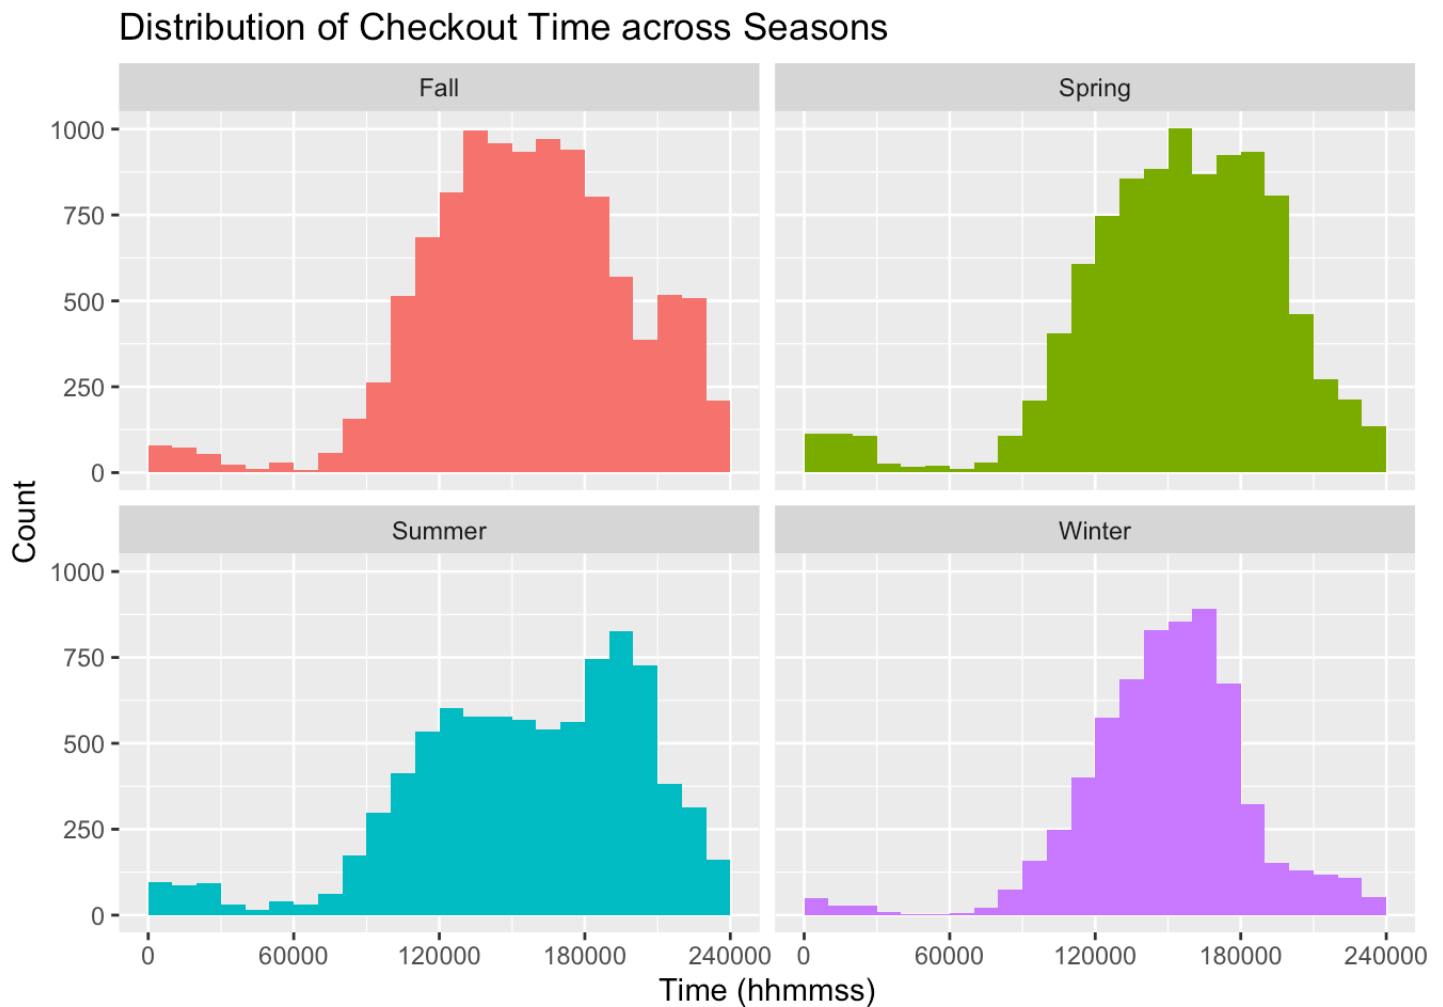 Distribution of Checkout Time across Seasons
Fall
Spring
1000
750
500
250
0
Count
Summer
Winter
1000
750
500
250
0
0 60000 120000 180000 240000 0 60000 120000 180000 240000
Time (hhmmss)